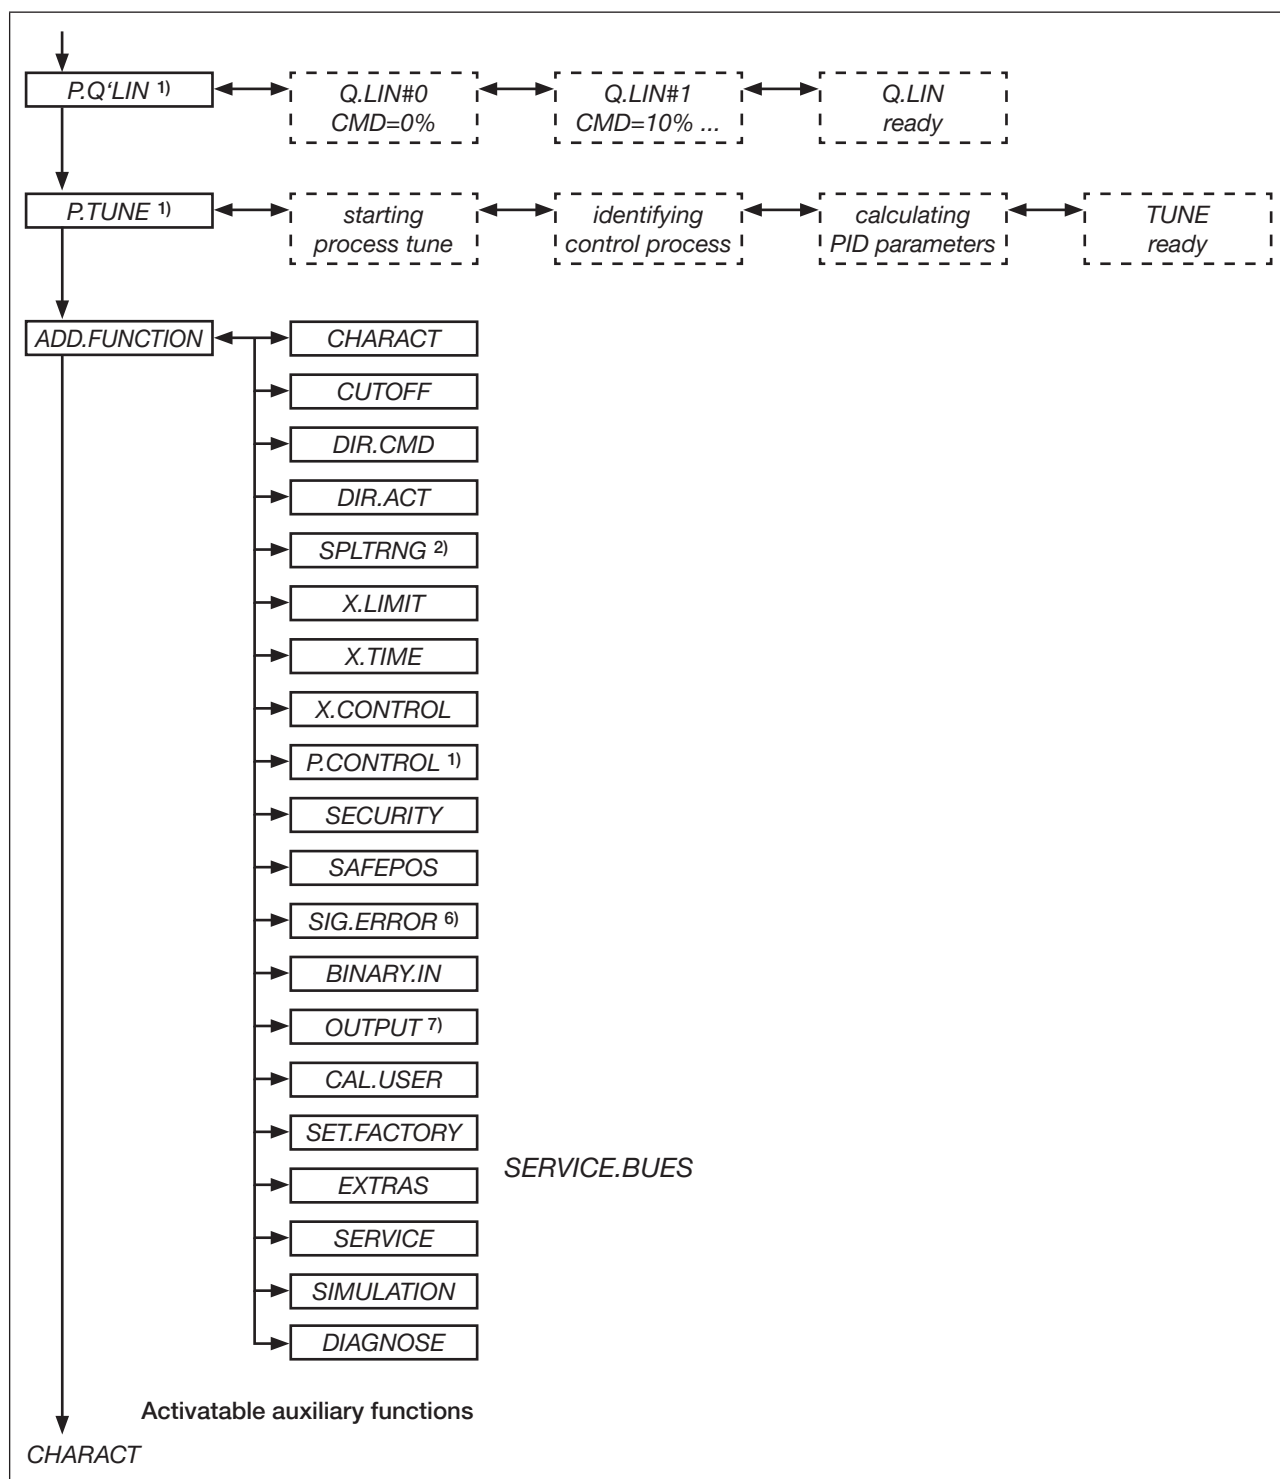 P.Q‘LIN 1)
Q.LIN#0
CMD=0%
Q.LIN#1
CMD=10% ...
Q.LIN
ready
P.TUNE 1)
starting
process tune
identifying
control process
calculating
PID parameters
TUNE
ready
ADD.FUNCTION
CHARACT
CUTOFF
DIR.CMD
DIR.ACT
SPLTRNG 2)
X.LIMIT
X.TIME
X.CONTROL
P.CONTROL 1)
SECURITY
SAFEPOS
SIG.ERROR 6)
BINARY.IN
OUTPUT 7)
CAL.USER
SET.FACTORY
SERVICE.BUES
EXTRAS
SERVICE
SIMULATION
DIAGNOSE
Activatable auxiliary functions
CHARACT